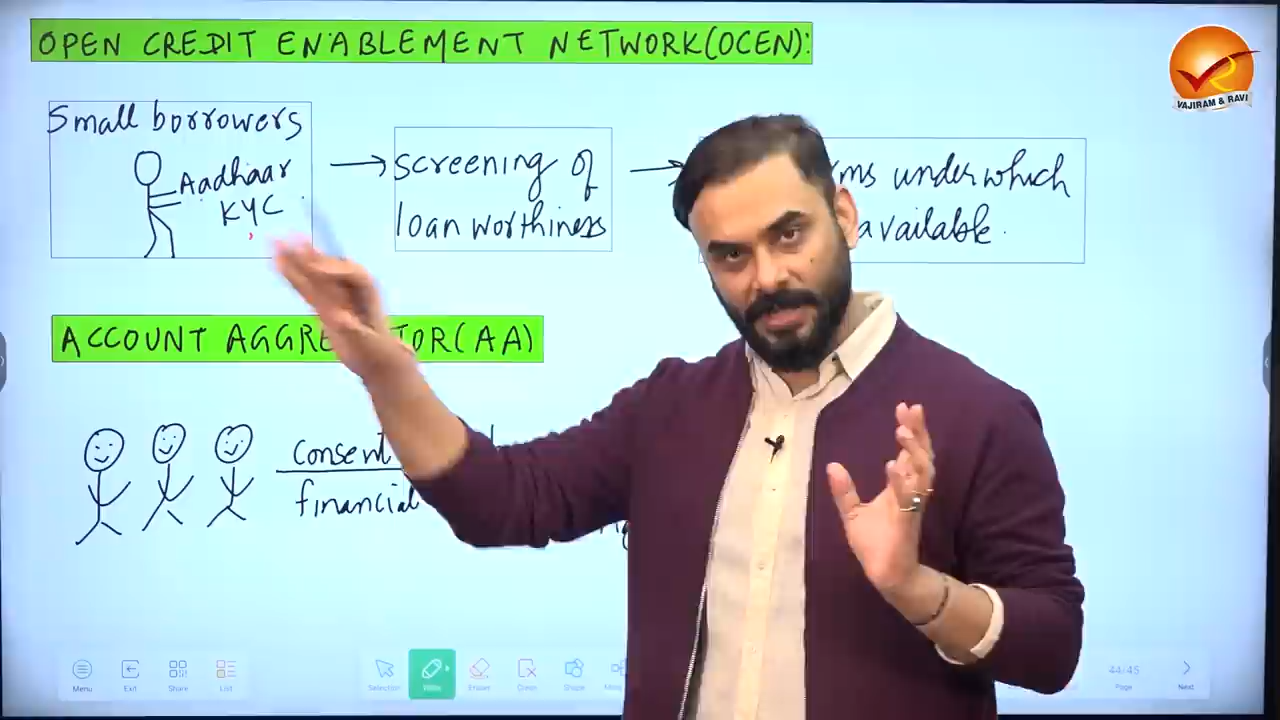 OPEN CREDIT ENABLEMENT NETWORK(OCEN):
VAJIRAM & RAVI
Small borrowers
Aadhaar
KYC
screening of
loan worthiness
under which
available.
ACCOUNT AGGRE TOR(AA)
consent
financial
Menu
Exit
Share
List
Selection
Write
Eraser
Clean
Shape
44/45
Page
Next